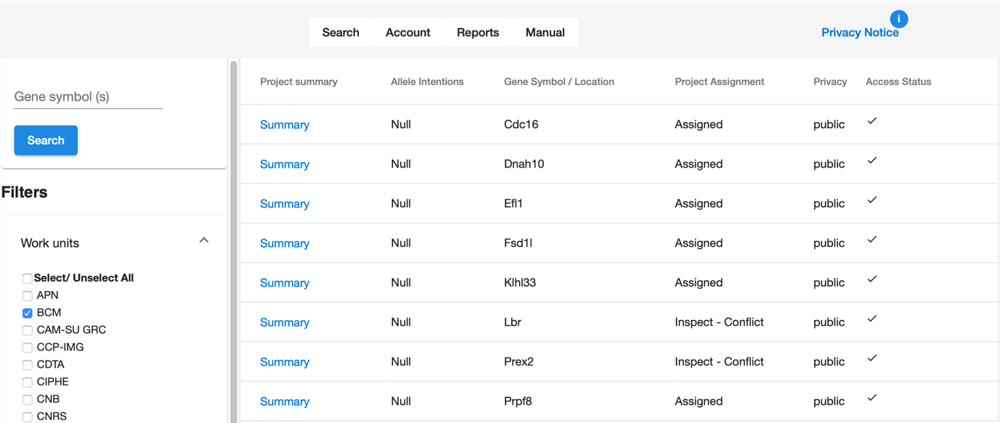 Search Account Reports Manual
i
Privacy Notice
Gene symbol (s)
Search
Filters
Work units
Select/ Unselect All
APN
BCM
CAM-SU GRC
CCP-IMG
CDTA
CIPHE
CNB
CNRS
Project summary Allele Intentions Gene Symbol / Location Project Assignment Privacy Access Status
Summary Null Cdc16 Assigned public
Summary Null Dnah10 Assigned public
Summary Null Efl1 Assigned public
Summary Null Fsd1l Assigned public
Summary Null Klhl33 Assigned public
Summary Null Lbr Inspect - Conflict public
Summary Null Prex2 Inspect - Conflict public
Summary Null Prpf8 Assigned public